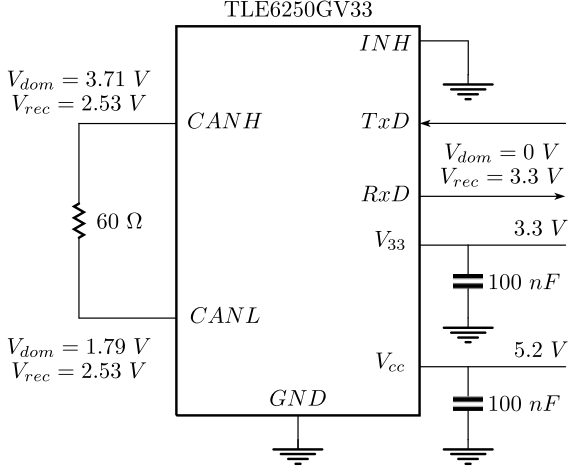 TLE6250GV33
INH
V_dom = 3.71 V
V_rec = 2.53 V
CANH
TxD
V_dom = 0 V
V_rec = 3.3 V
RxD
60 Ω
3.3 V
V_33
100 nF
CANL
V_dom = 1.79 V
V_rec = 2.53 V
5.2 V
V_cc
100 nF
GND